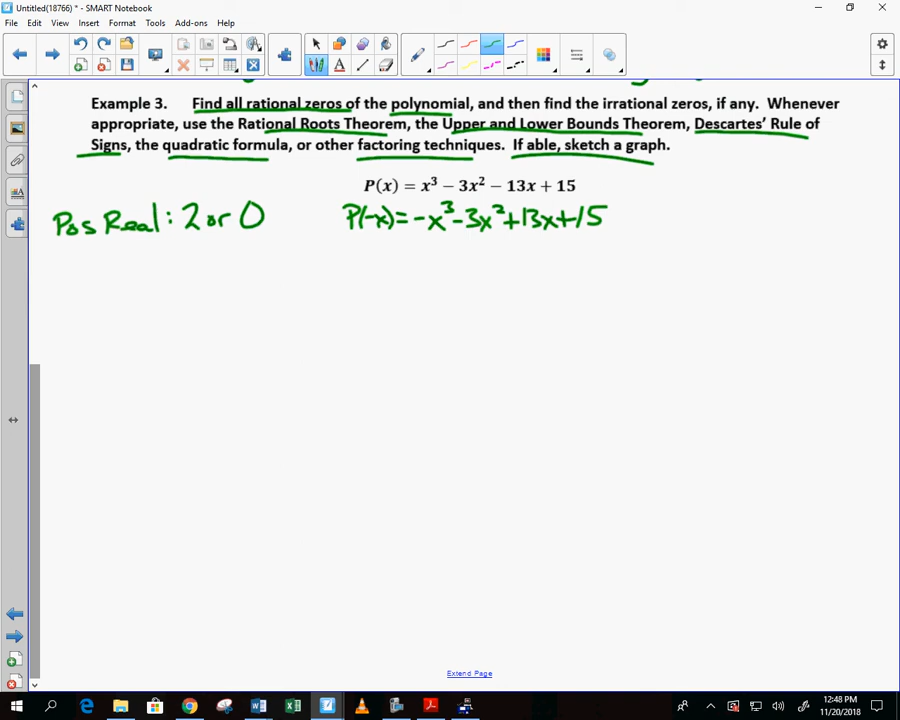 Untitled(18766) * - SMART Notebook
File Edit View Insert Format Tools Add-ons Help
Example 3. Find all rational zeros of the polynomial, and then find the irrational zeros, if any. Whenever
appropriate, use the Rational Roots Theorem, the Upper and Lower Bounds Theorem, Descartes' Rule of
Signs, the quadratic formula, or other factoring techniques. If able, sketch a graph.
P(x) = x³ − 3x² − 13x + 15
Pos Real: 2 or 0 P(-x)= -x³-3x²+13x+15
Extend Page
12:48 PM
11/20/2018